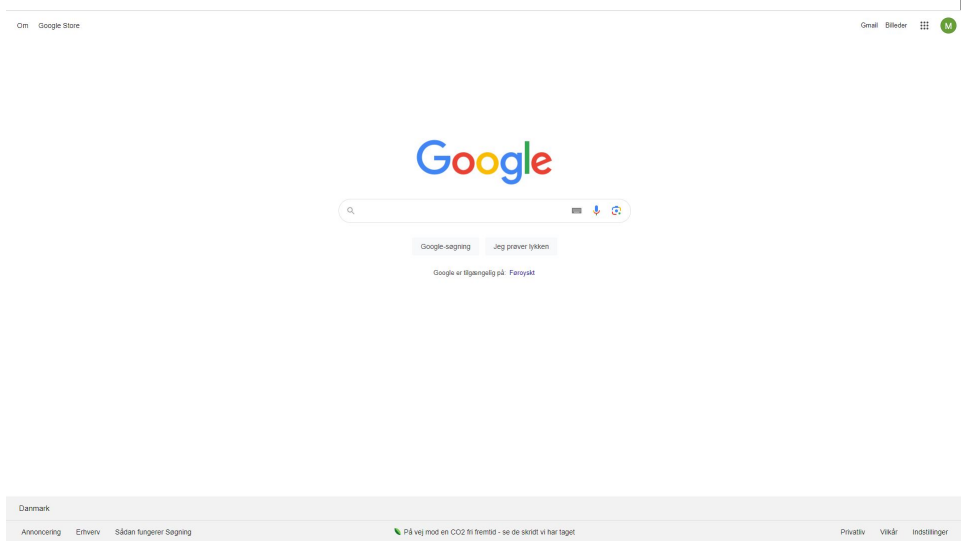 Om Google Store
Gmail Billeder
M
Google
Google-søgning Jeg prøver lykken
Google er tilgængelig på: Føroyskt
Danmark
Annoncering Erhverv Sådan fungerer Søgning
På vej mod en CO2 fri fremtid - se de skridt vi har taget
Privatliv Vilkår Indstillinger